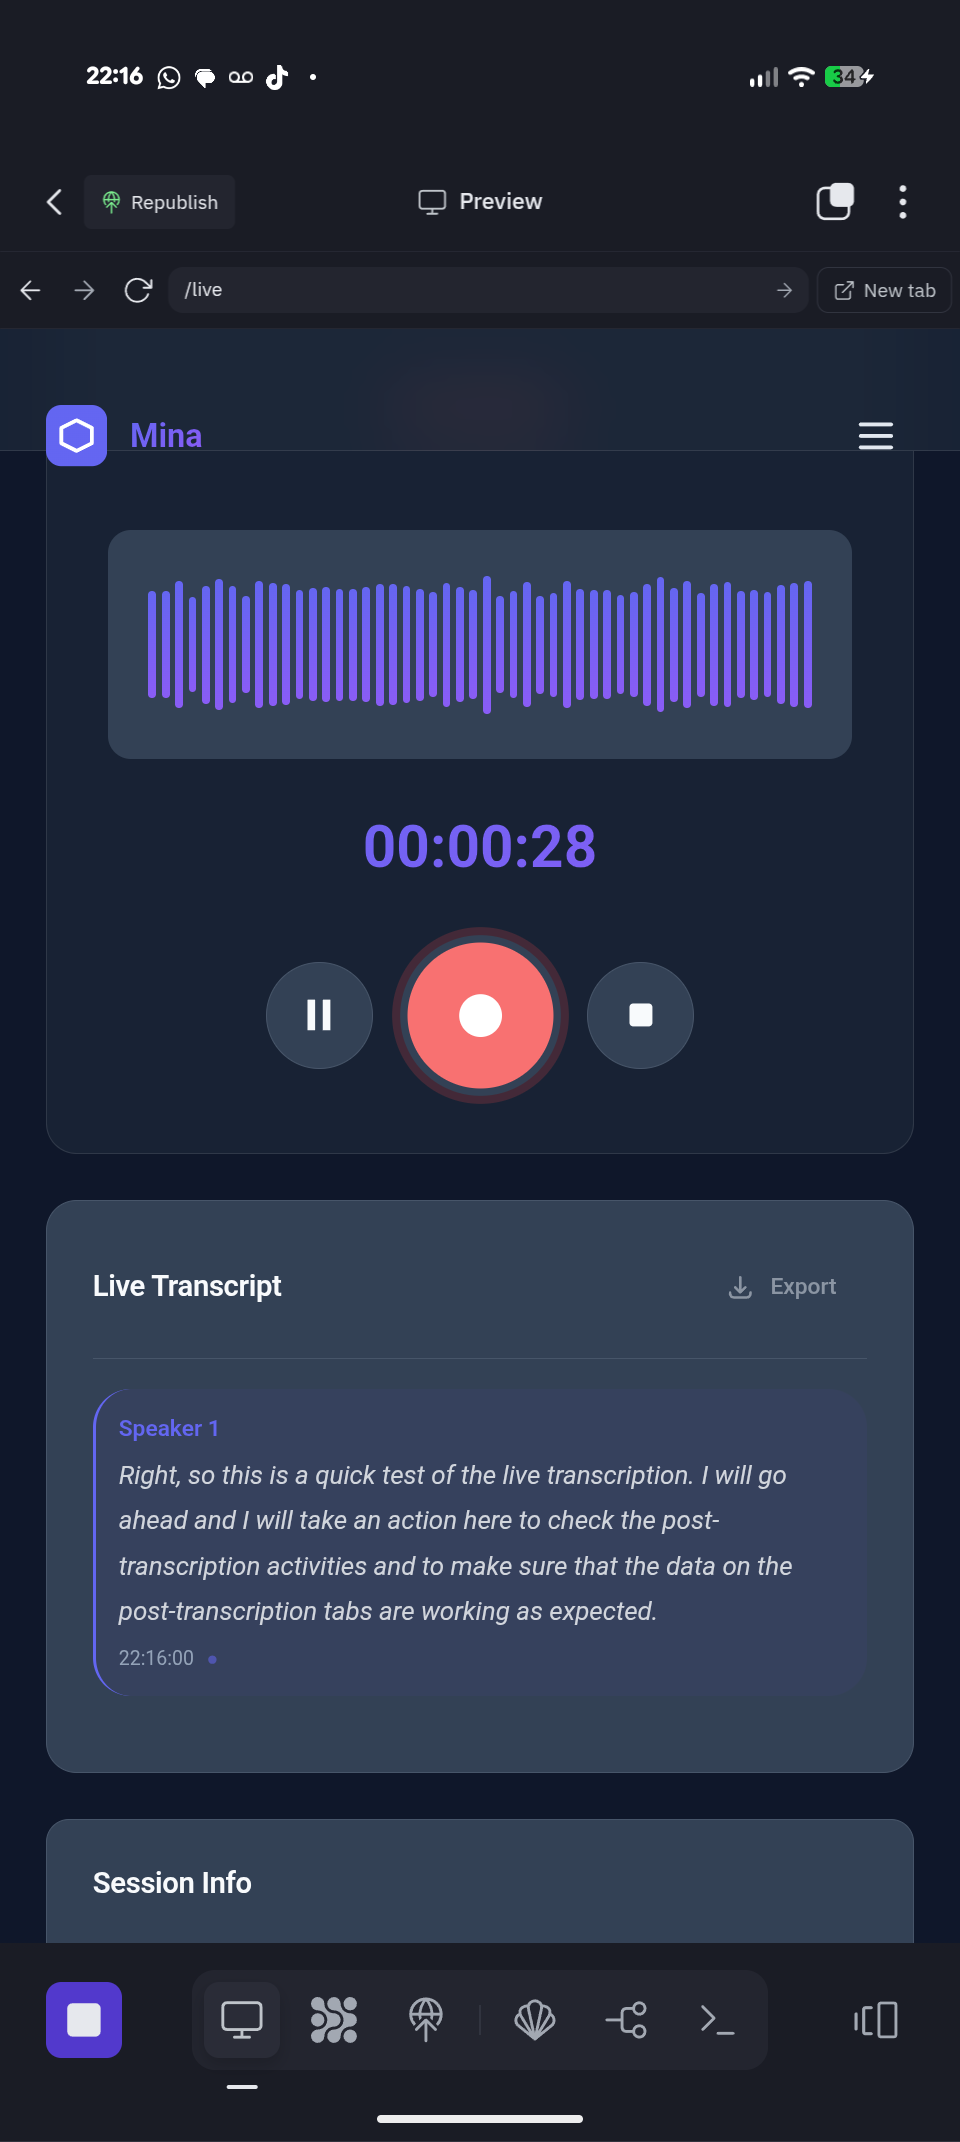 22:16
34
Republish
Preview
/live
New tab
Mina
00:00:28
Live Transcript
Export
Speaker 1
Right, so this is a quick test of the live transcription. I will go
ahead and I will take an action here to check the post-
transcription activities and to make sure that the data on the
post-transcription tabs are working as expected.
22:16:00
Session Info